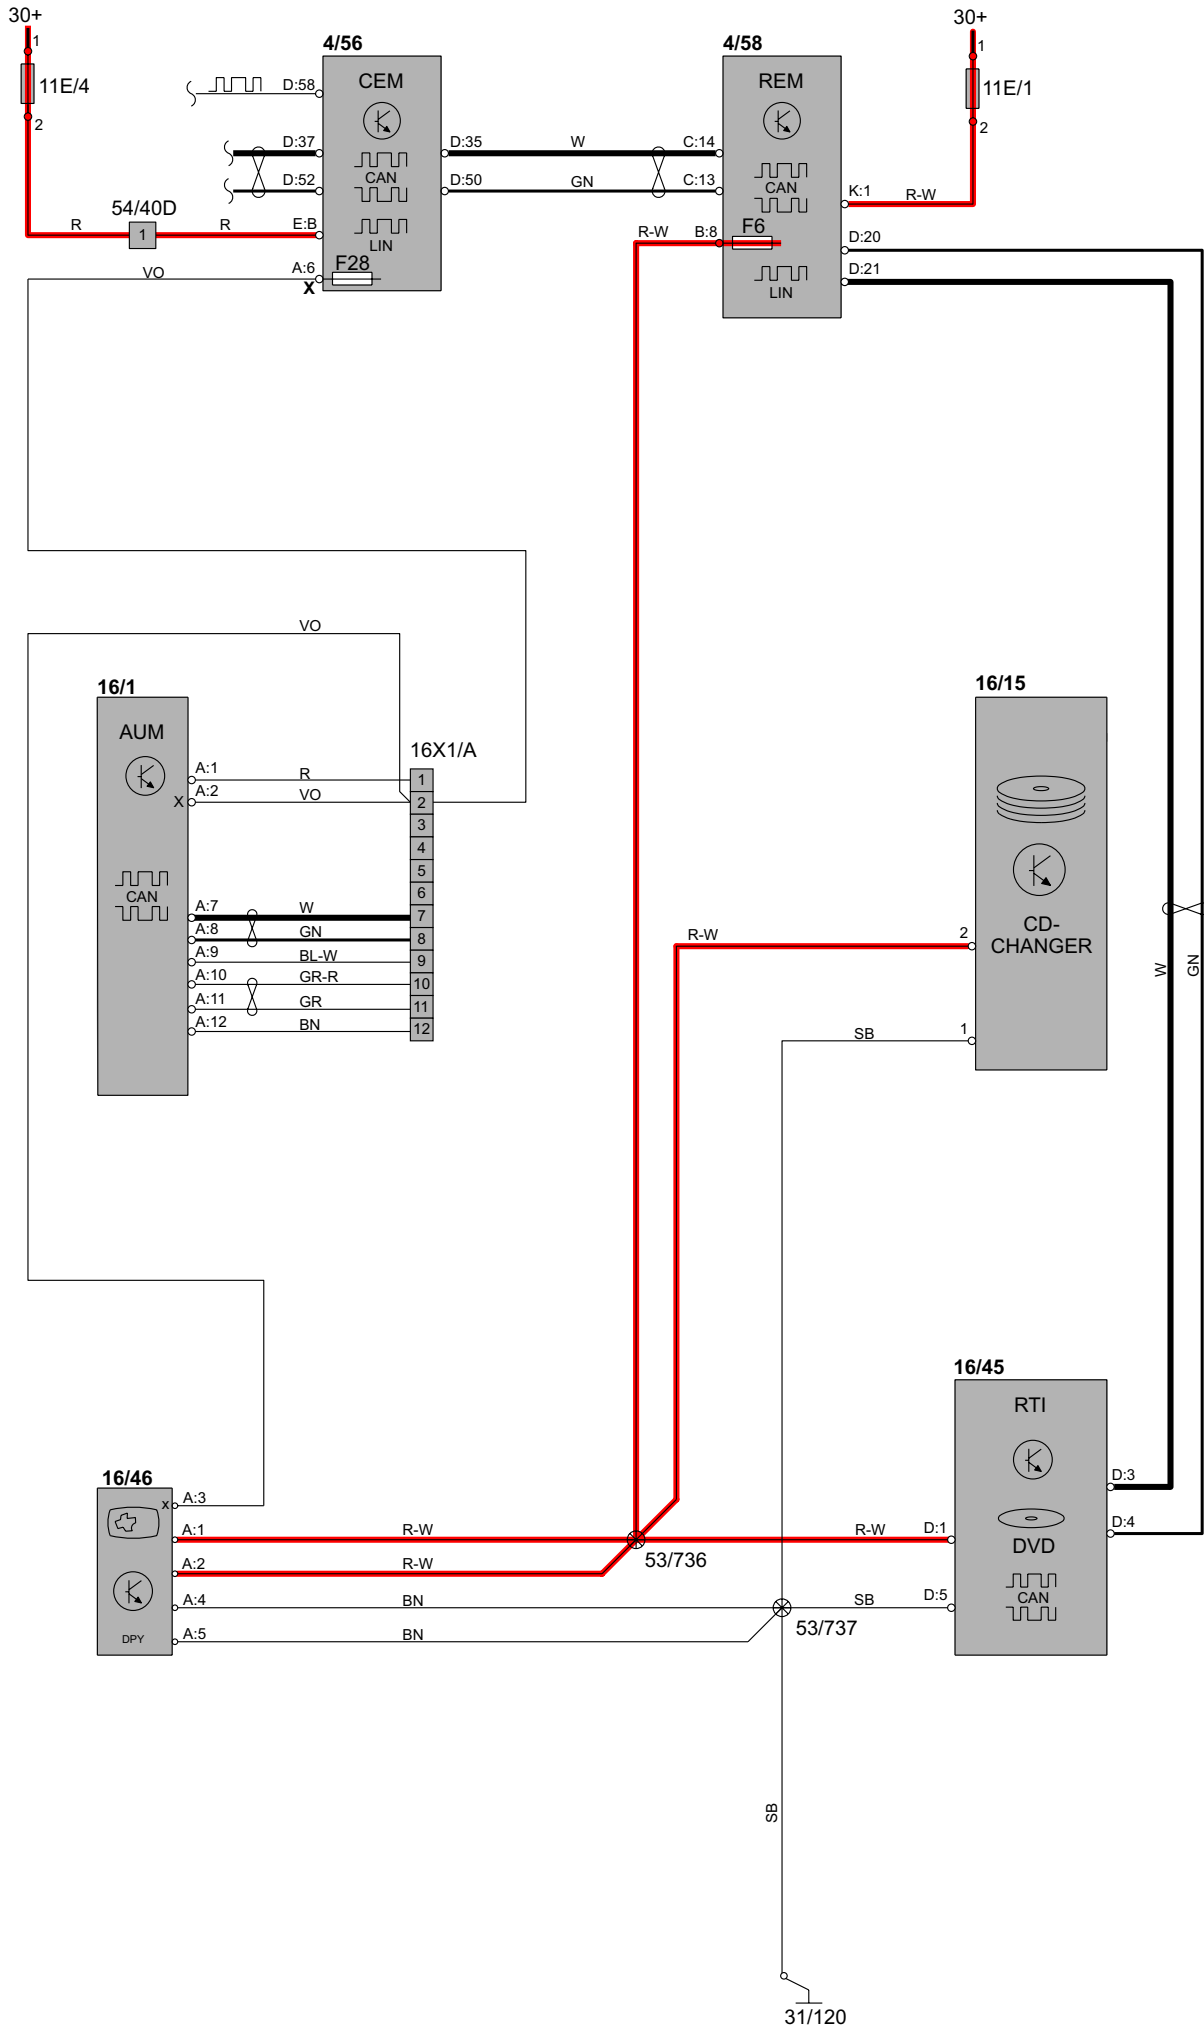 30+
1
11E/4
2
R
54/40D
1
R
4/56
CEM
D:58
D:37
D:52
CAN
E:B
LIN
VO
A:6
F28
X
D:35
W
C:14
D:50
GN
C:13
4/58
REM
CAN
R-W
B:8
F6
LIN
K:1
R-W
D:20
D:21
30+
1
11E/1
2
VO
16/1
AUM
CAN
X
16X1/A
A:1
R
1
A:2
VO
2
3
4
5
6
A:7
W
7
A:8
GN
8
A:9
BL-W
9
A:10
GR-R
10
A:11
GR
11
A:12
BN
12
16/15
CD-
CHANGER
R-W
2
SB
1
W
GN
16/46
X
A:3
A:1
R-W
A:2
R-W
A:4
BN
A:5
BN
DPY
53/736
R-W
D:1
53/737
SB
D:5
16/45
RTI
DVD
CAN
D:3
D:4
SB
31/120